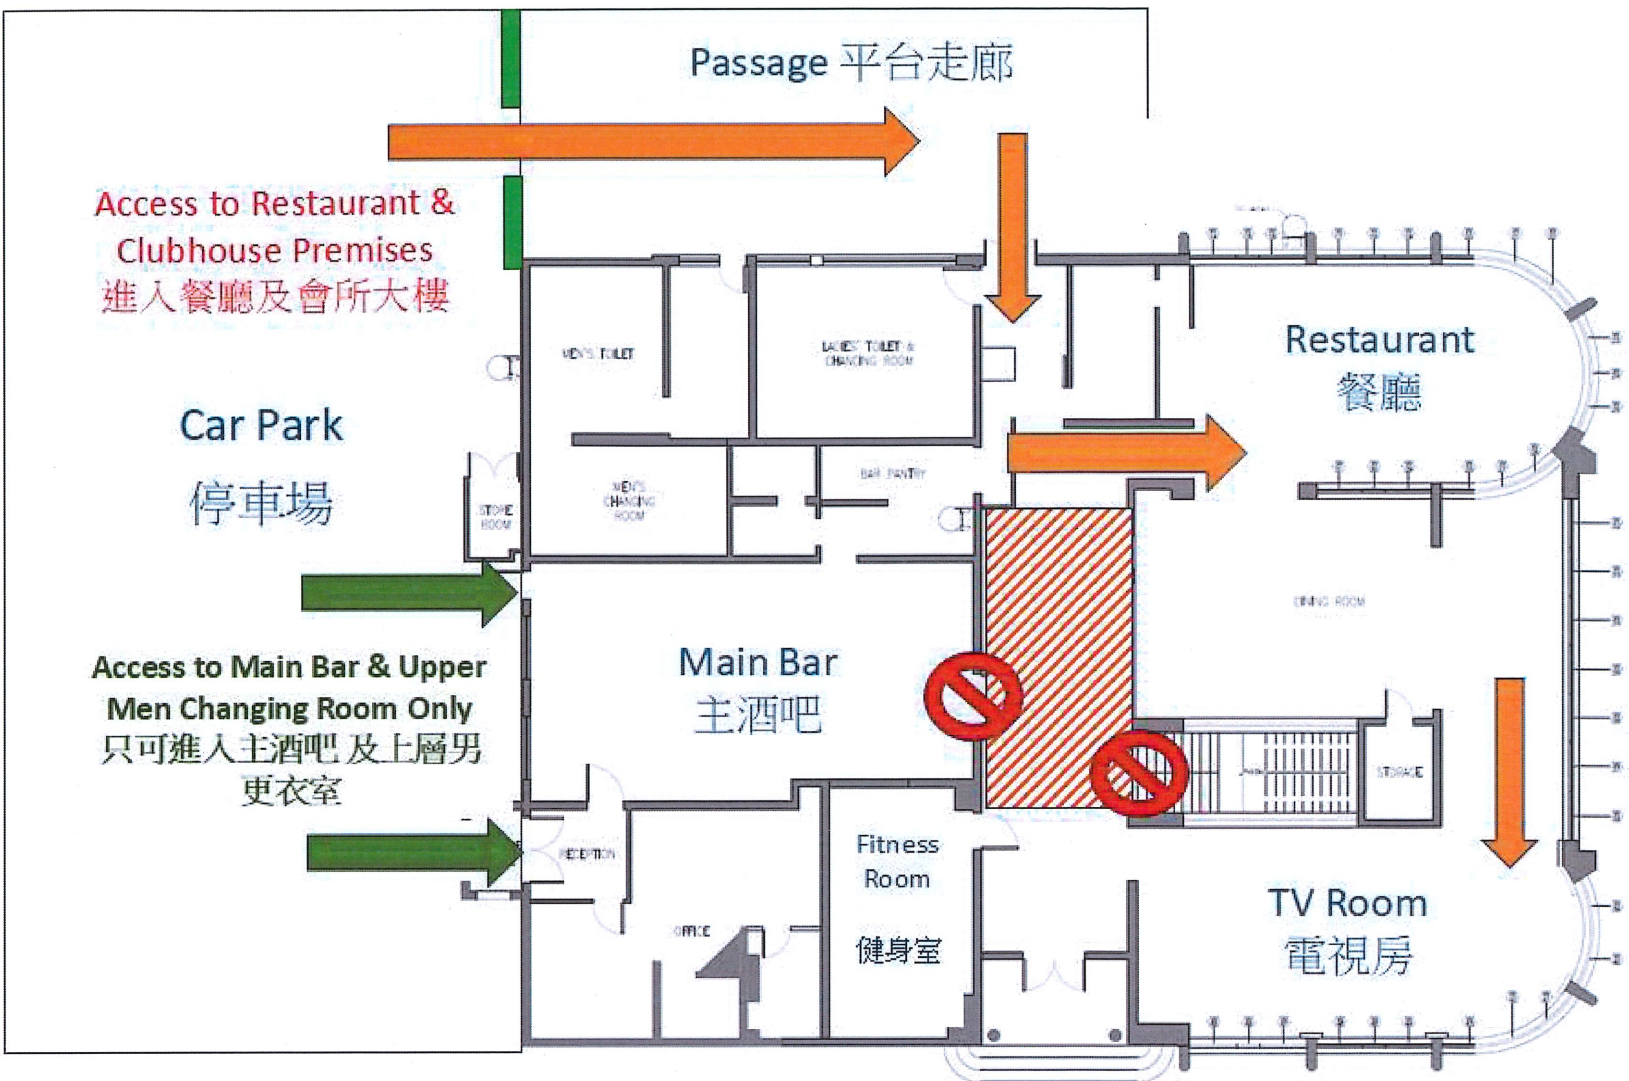 Passage 平台走廊
Access to Restaurant &
Clubhouse Premises
進入餐廳及會所大樓
Car Park
停車場
MEN'S TOILET
LADIES' TOILET &
CHANGING ROOM
Restaurant
餐廳
BAR PANTRY
MEN'S
CHANGING
ROOM
STORE
ROOM
DINING ROOM
Main Bar
主酒吧
Access to Main Bar & Upper
Men Changing Room Only
只可進入主酒吧 及上層男
更衣室
STORAGE
RECEPTION
Fitness
Room
健身室
OFFICE
TV Room
電視房